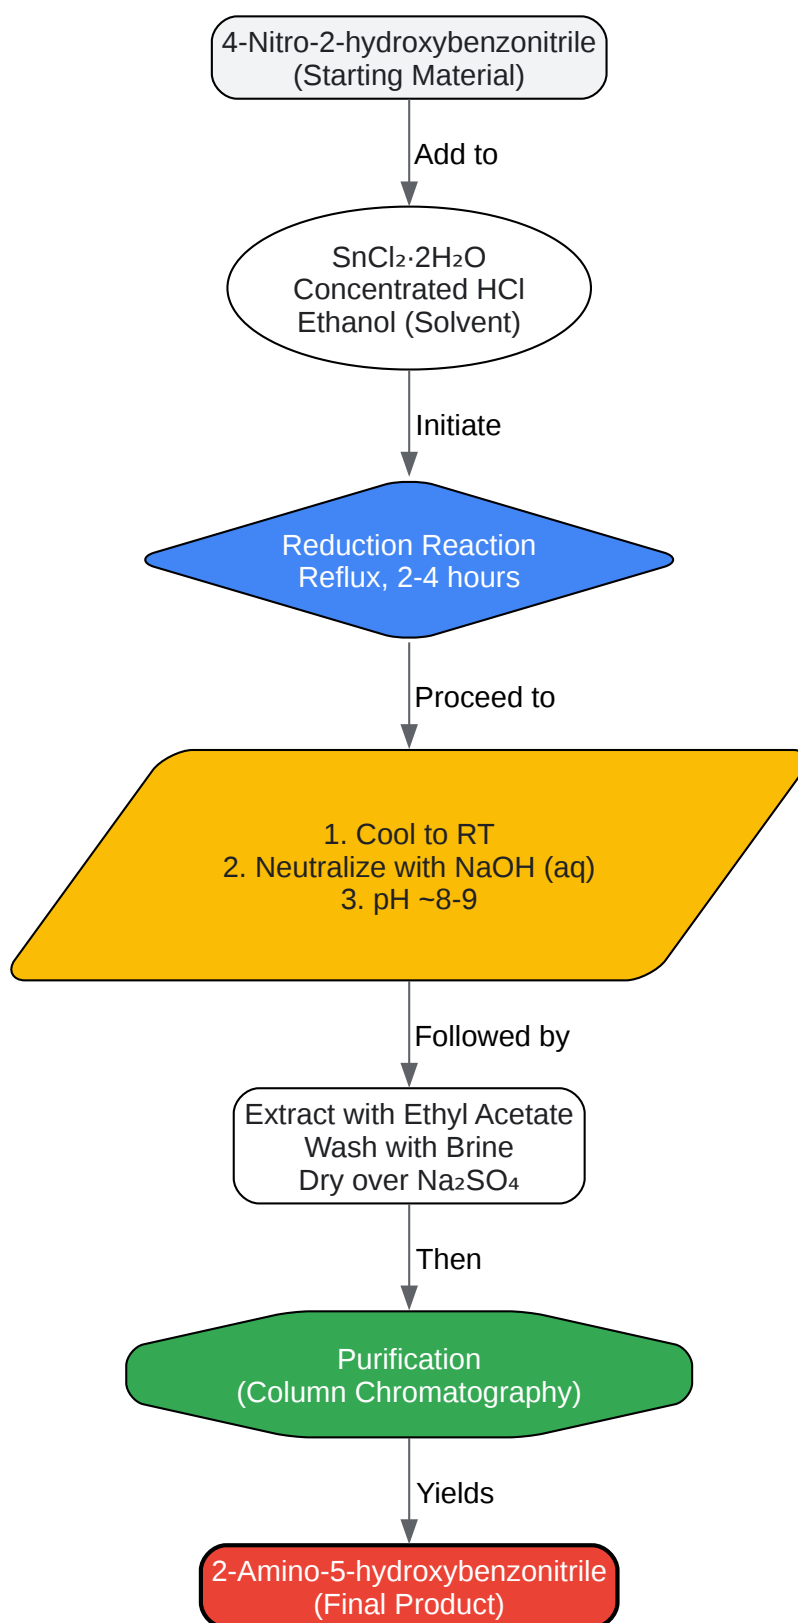 4-Nitro-2-hydroxybenzonitrile
(Starting Material)
Add to
SnCl₂·2H₂O
Concentrated HCl
Ethanol (Solvent)
Initiate
Reduction Reaction
Reflux, 2-4 hours
Proceed to
1. Cool to RT
2. Neutralize with NaOH (aq)
3. pH ~8-9
Followed by
Extract with Ethyl Acetate
Wash with Brine
Dry over Na₂SO₄
Then
Purification
(Column Chromatography)
Yields
2-Amino-5-hydroxybenzonitrile
(Final Product)